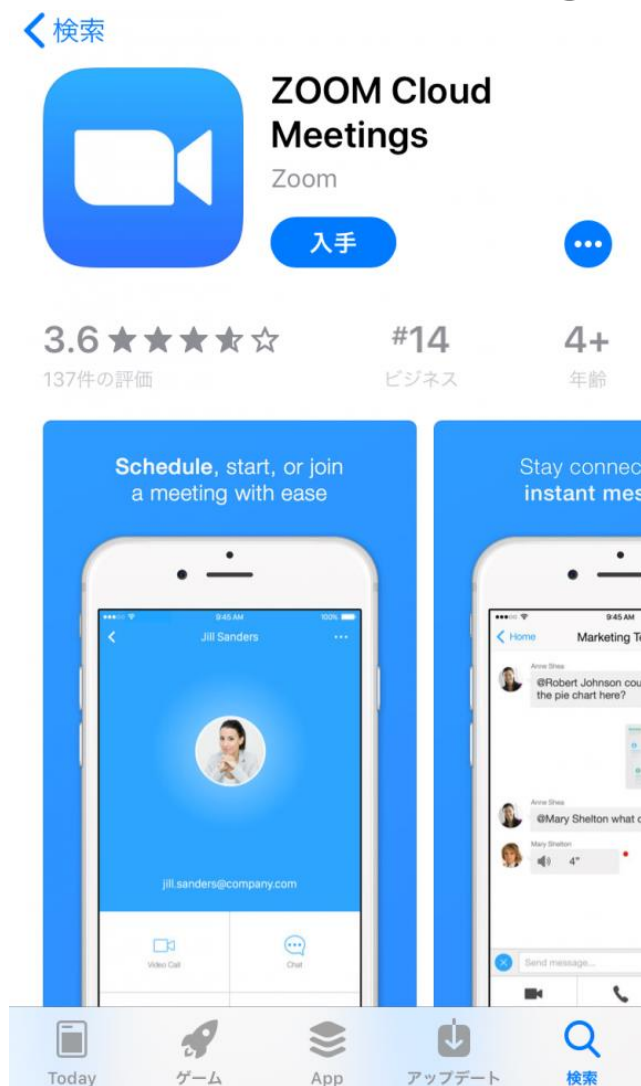 検索
ZOOM Cloud
Meetings
Zoom
入手
3.6
#14
4+
137件の評価
ビジネス
年齢
Schedule, start, or join
a meeting with ease
9:45 AM
100%
Jill Sanders
jill.sanders@company.com
Video Call
Chat
Stay connec
instant mes
9:45 AM
Home
Marketing Te
Anne Shea
@Robert Johnson cou
the pie chart here?
Anne Shea
@Mary Shelton what c
Mary Shelton
4"
Send message...
Today
ゲーム
App
アップデート
検索